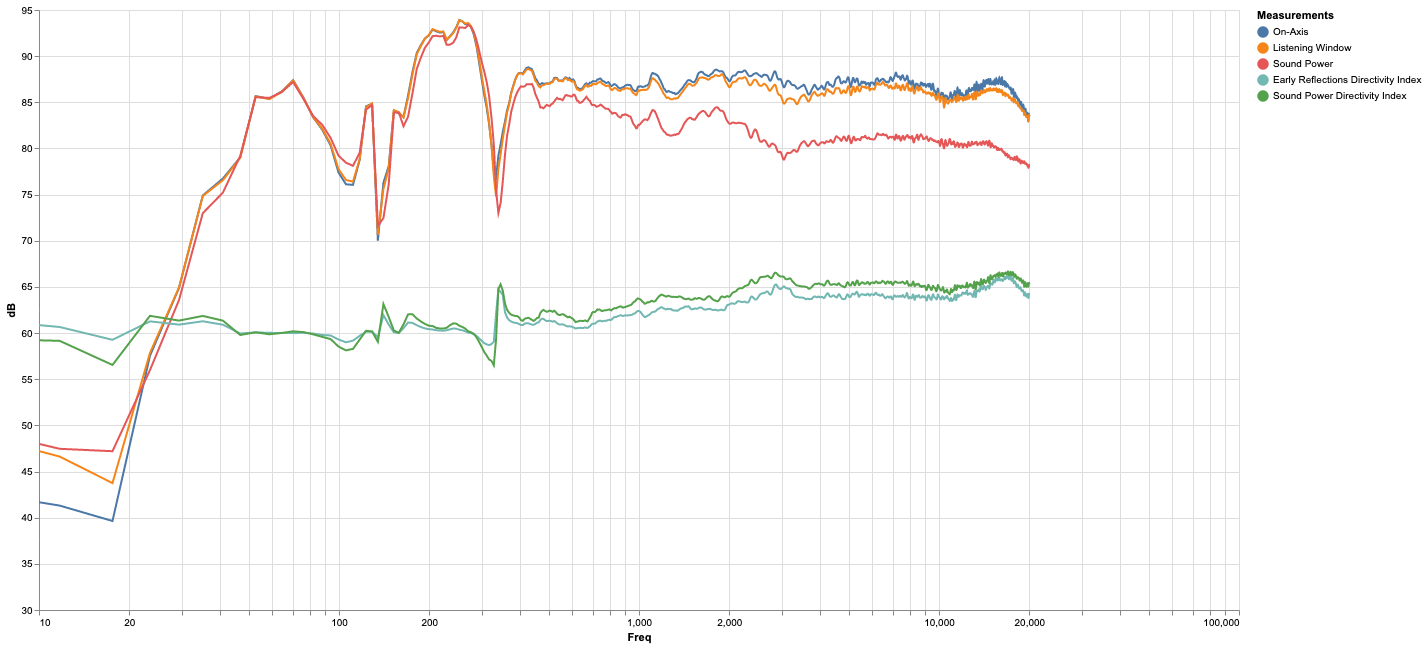 Measurements
On-Axis
Listening Window
Sound Power
Early Reflections Directivity Index
Sound Power Directivity Index
95
90
85
80
75
70
65
60
55
50
45
40
35
30
dB
10 20 100 200 1,000 2,000 10,000 20,000 100,000
Freq